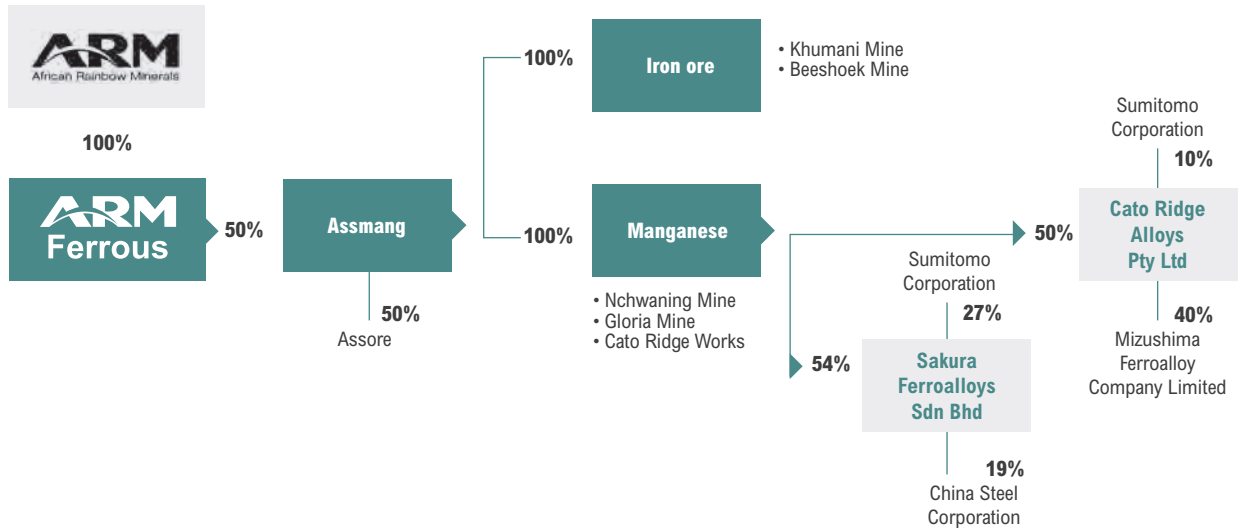 ARM
African Rainbow Minerals
100%
ARM
Ferrous
50%
Assmang
50%
Assore
100%
Iron ore
• Khumani Mine
• Beeshoek Mine
100%
Manganese
• Nchwaning Mine
• Gloria Mine
• Cato Ridge Works
54%
Sumitomo
Corporation
27%
Sakura
Ferroalloys
Sdn Bhd
19%
China Steel
Corporation
50%
Sumitomo
Corporation
10%
Cato Ridge
Alloys
Pty Ltd
40%
Mizushima
Ferroalloy
Company Limited